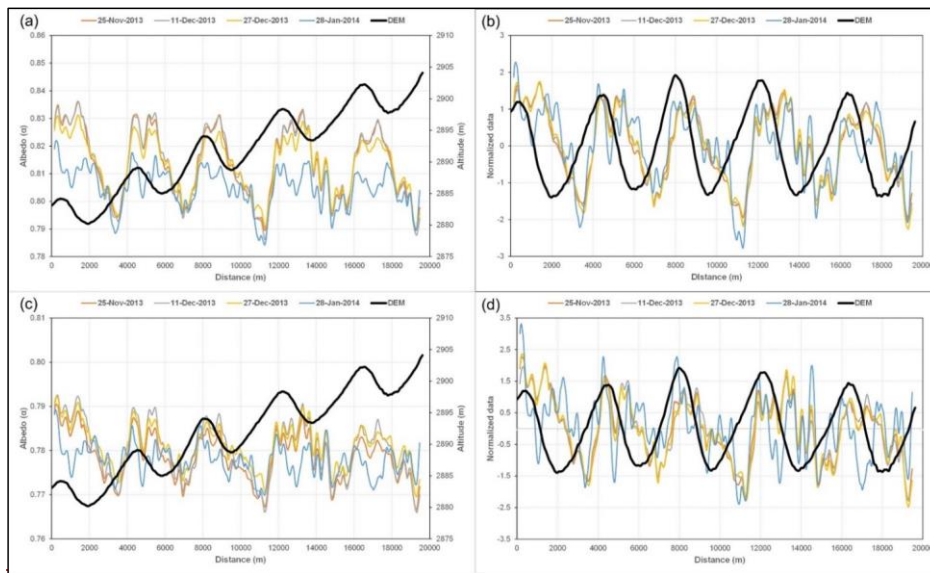 (a)
25-Nov-2013 11-Dec-2013 27-Dec-2013 28-Jan-2014 DEM
0.86
0.85
0.84
0.83
0.82
0.81
0.80
0.79
0.78
Albedo (α)
2910
2905
2900
2895
2890
2885
2880
2875
Altitude (m)
0 2000 4000 6000 8000 10000 12000 14000 16000 18000 20000
Distance (m)
(b)
25-Nov-2013 11-Dec-2013 27-Dec-2013 28-Jan-2014 DEM
3
2
1
0
-1
-2
-3
Normalized data
0 2000 4000 6000 8000 10000 12000 14000 16000 18000 20000
Distance (m)
(c)
25-Nov-2013 11-Dec-2013 27-Dec-2013 28-Jan-2014 DEM
0.81
0.80
0.79
0.78
0.77
0.76
Albedo (α)
2910
2905
2900
2895
2890
2885
2880
2875
Altitude (m)
0 2000 4000 6000 8000 10000 12000 14000 16000 18000 20000
Distance (m)
(d)
25-Nov-2013 11-Dec-2013 27-Dec-2013 28-Jan-2014 DEM
3.5
2.5
1.5
0.5
-0.5
-1.5
-2.5
-3.5
Normalized data
0 2000 4000 6000 8000 10000 12000 14000 16000 18000 20000
Distance (m)